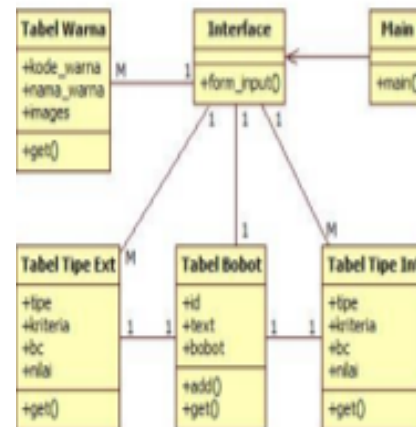 Tabel Warna
+kode_warna
+nama_warna
+images
+get()
M
1
Interface
+form_input()
Main
+main()
1
1
1
M
1
M
Tabel Tipe Ext
+tipe
+kriteria
+bc
+nilai
+get()
1
1
Tabel Bobot
+id
+text
+bobot
+add()
+get()
1
1
Tabel Tipe Int
+tipe
+kriteria
+bc
+nilai
+get()